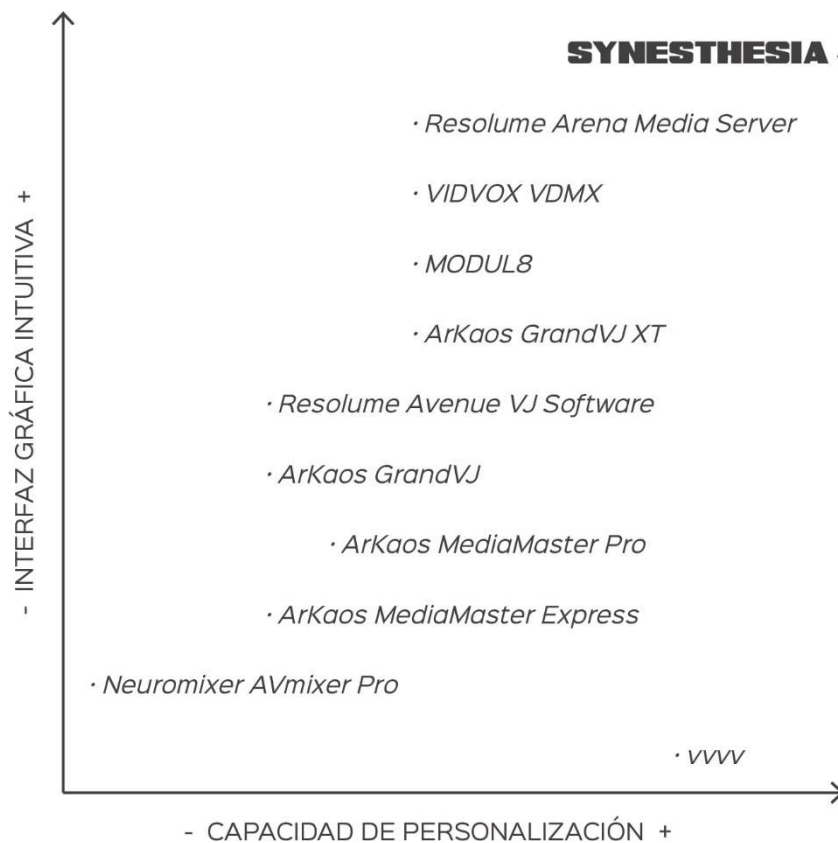 SYNESTHESIA ·
· Resolume Arena Media Server
· VIDVOX VDMX
· MODUL8
· ArKaos GrandVJ XT
· Resolume Avenue VJ Software
· ArKaos GrandVJ
· ArKaos MediaMaster Pro
· ArKaos MediaMaster Express
· Neuromixer AVmixer Pro
· vvvv
- INTERFAZ GRÁFICA INTUITIVA +
- CAPACIDAD DE PERSONALIZACIÓN +